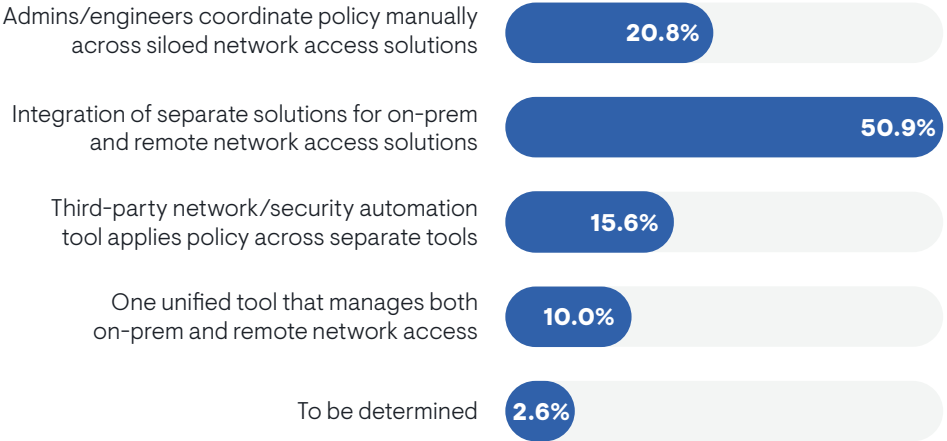 Admins/engineers coordinate policy manually
across siloed network access solutions
20.8%
Integration of separate solutions for on-prem
and remote network access solutions
50.9%
Third-party network/security automation
tool applies policy across separate tools
15.6%
One unified tool that manages both
on-prem and remote network access
10.0%
To be determined
2.6%